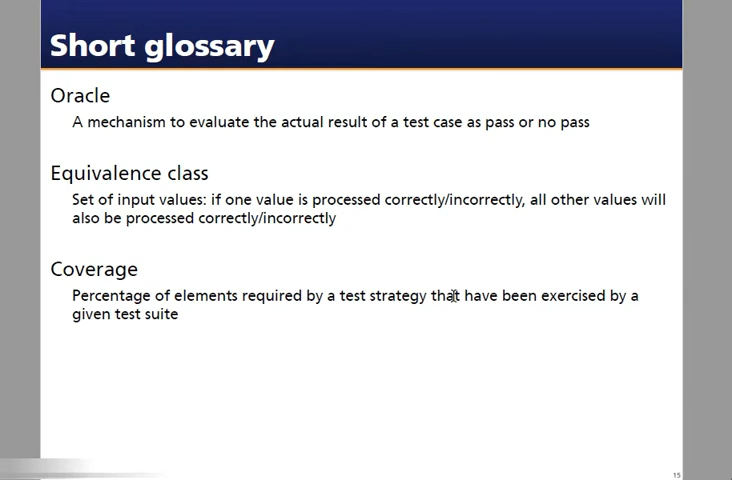 Short glossary
Oracle
A mechanism to evaluate the actual result of a test case as pass or no pass
Equivalence class
Set of input values: if one value is processed correctly/incorrectly, all other values will
also be processed correctly/incorrectly
Coverage
Percentage of elements required by a test strategy that have been exercised by a
given test suite
15